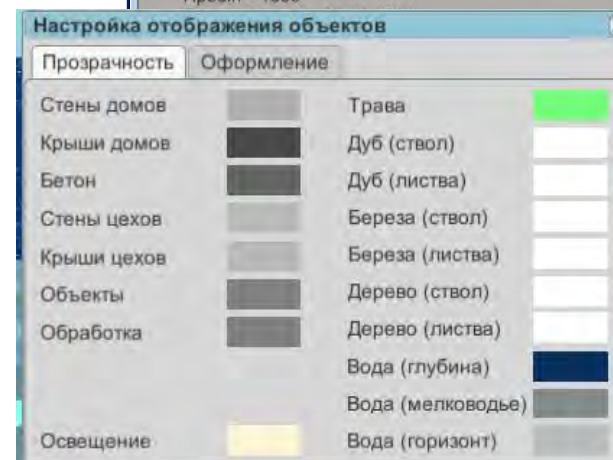 Настройка отображения объектов
Прозрачность Оформление
Стены домов Трава
Крыши домов Дуб (ствол)
Бетон Дуб (листва)
Стены цехов Береза (ствол)
Крыши цехов Береза (листва)
Объекты Дерево (ствол)
Обработка Дерево (листва)
Вода (глубина)
Вода (мелководье)
Освещение Вода (горизонт)